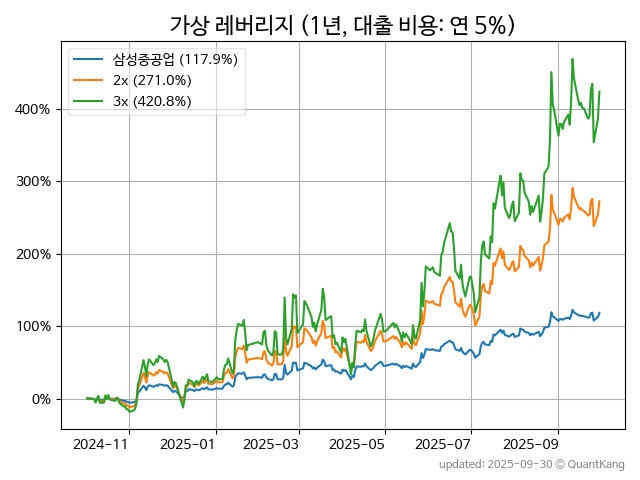 가상 레버리지 (1년, 대출 비용: 연 5%)
삼성중공업 (117.9%)
2x (271.0%)
3x (420.8%)
400%
300%
200%
100%
0%
2024-11 2025-01 2025-03 2025-05 2025-07 2025-09
updated: 2025-09-30 © QuantKang